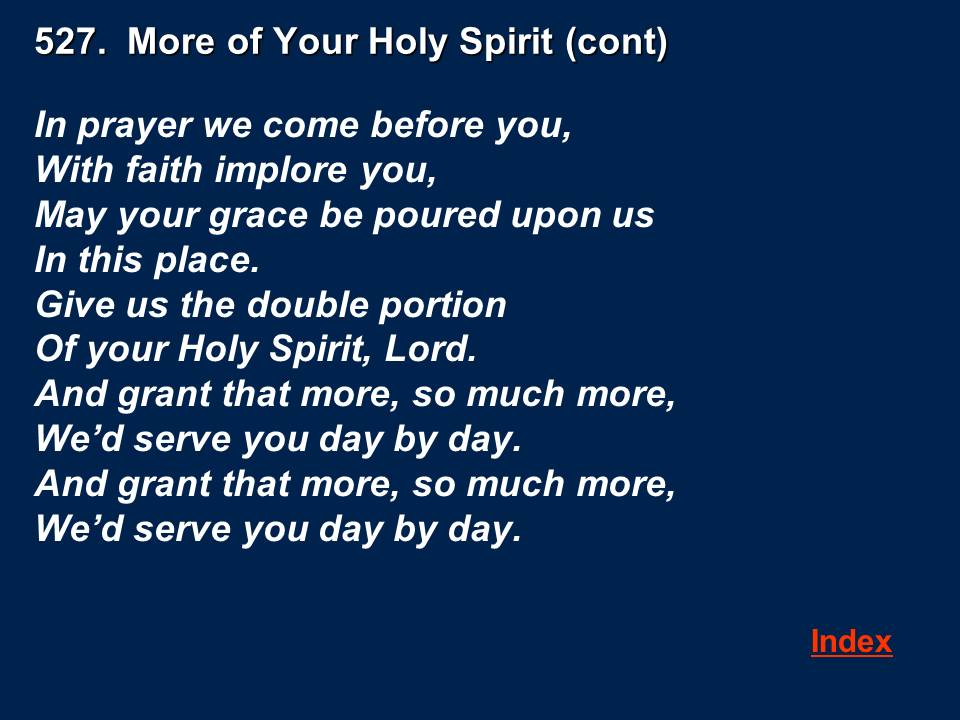 527.  More of Your Holy Spirit (cont)
In prayer we come before you,
With faith implore you,
May your grace be poured upon us
In this place.
Give us the double portion
Of your Holy Spirit, Lord.
And grant that more, so much more,
We’d serve you day by day.
And grant that more, so much more,
We’d serve you day by day.
Index